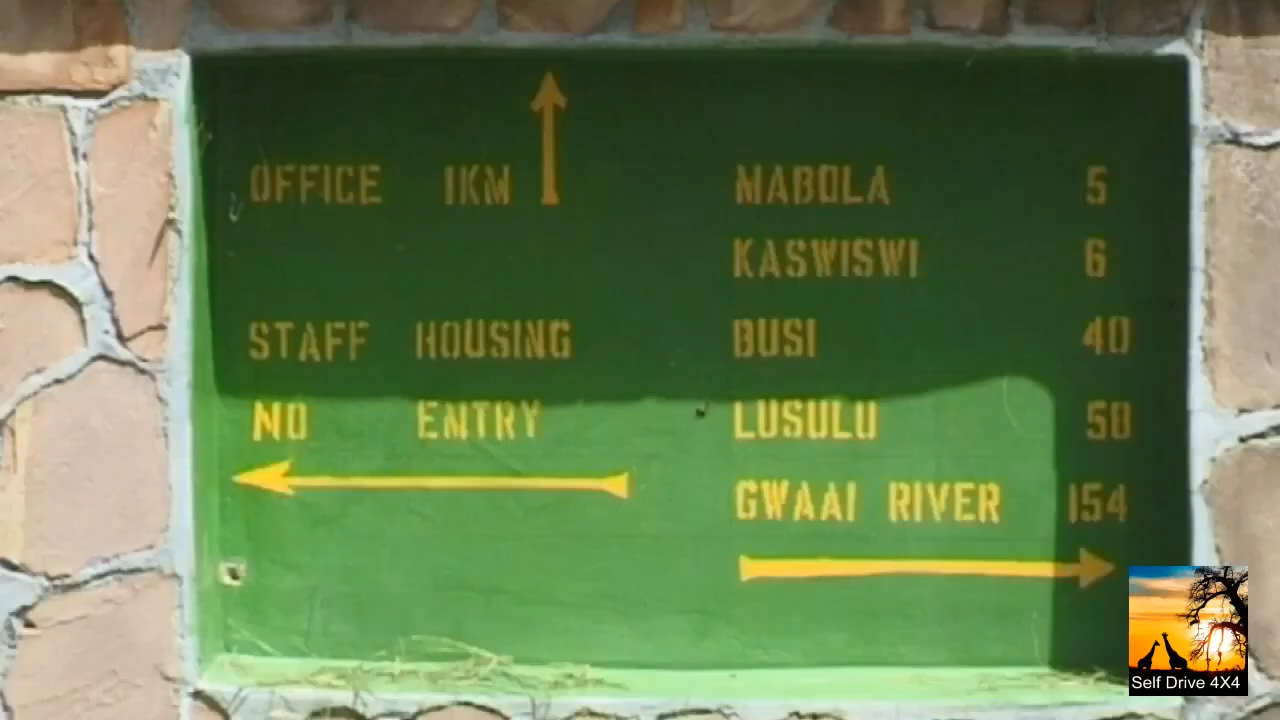 OFFICE 1KM
STAFF HOUSING
NO ENTRY
MABOLA 5
KASWISWI 6
BUSI 40
LUSULU 58
GWAAI RIVER 154
Self Drive 4X4